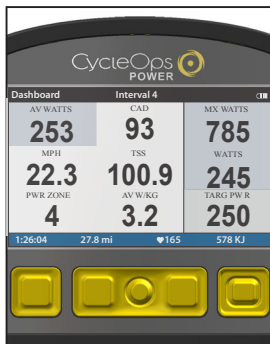 CycleOps
POWER
Dashboard Interval 4
AV WATTS CAD MX WATTS
253 93 785
MPH TSS WATTS
22.3 100.9 245
PWR ZONE AV W/KG TARG PWR
4 3.2 250
1:26:04 27.8 mi ♥165 578 KJ